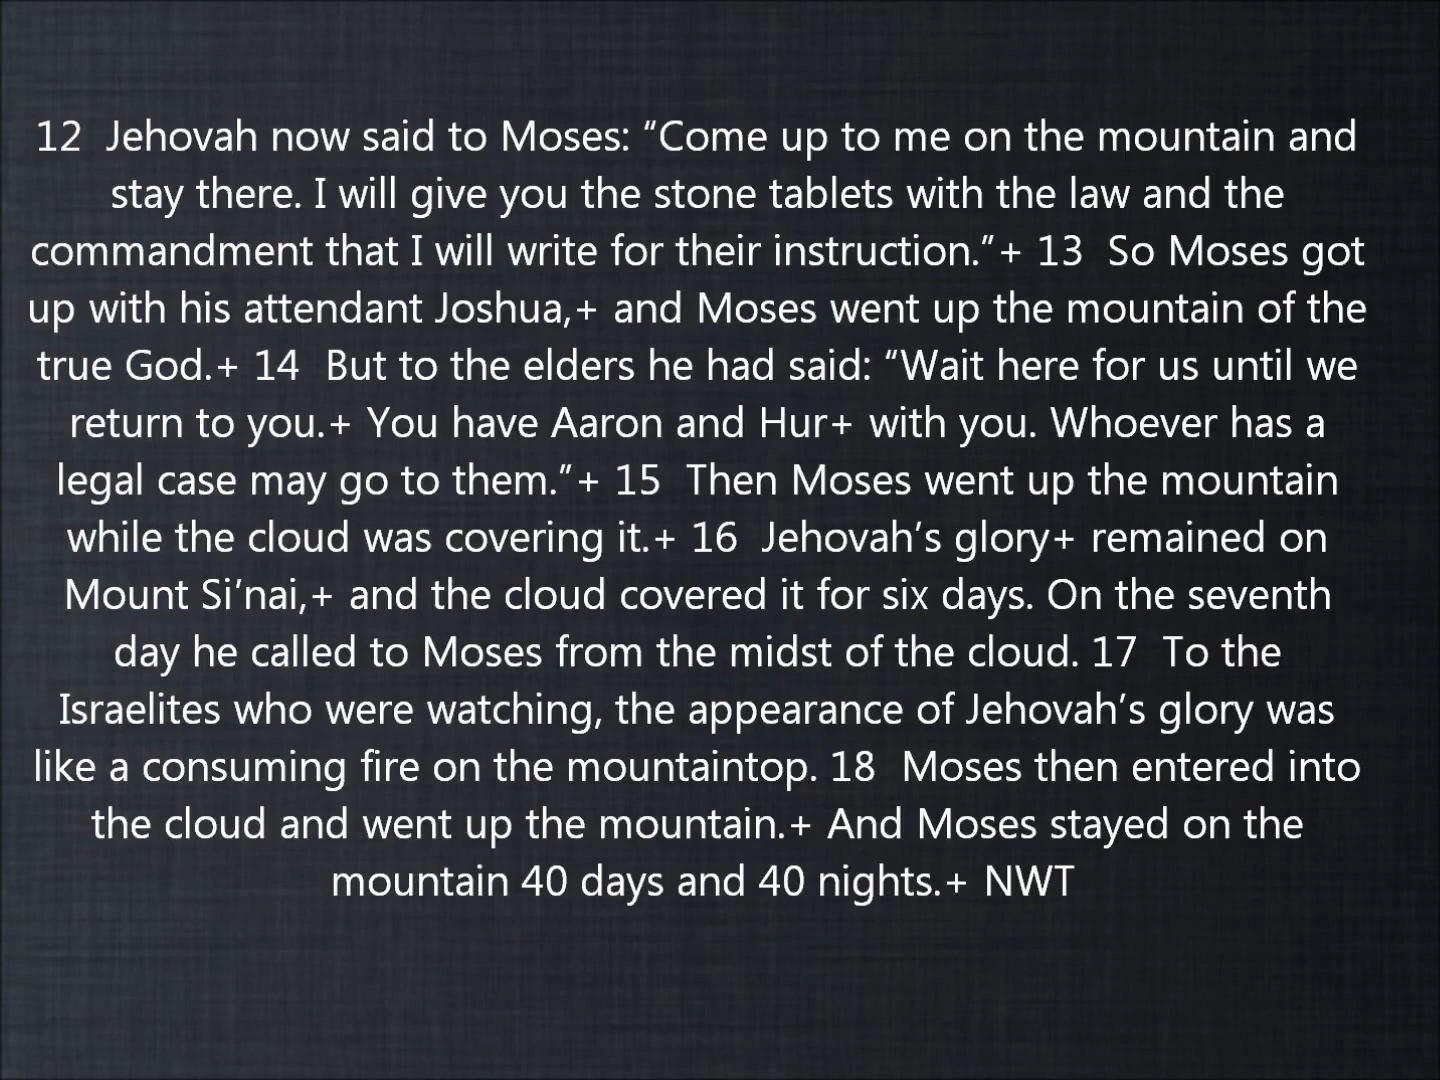 12  Jehovah now said to Moses: “Come up to me on the mountain and
stay there. I will give you the stone tablets with the law and the
commandment that I will write for their instruction.”+ 13  So Moses got
up with his attendant Joshua,+ and Moses went up the mountain of the
true God.+ 14  But to the elders he had said: “Wait here for us until we
return to you.+ You have Aaron and Hur+ with you. Whoever has a
legal case may go to them.”+ 15  Then Moses went up the mountain
while the cloud was covering it.+ 16  Jehovah’s glory+ remained on
Mount Si’nai,+ and the cloud covered it for six days. On the seventh
day he called to Moses from the midst of the cloud. 17  To the
Israelites who were watching, the appearance of Jehovah’s glory was
like a consuming fire on the mountaintop. 18  Moses then entered into
the cloud and went up the mountain.+ And Moses stayed on the
mountain 40 days and 40 nights.+ NWT